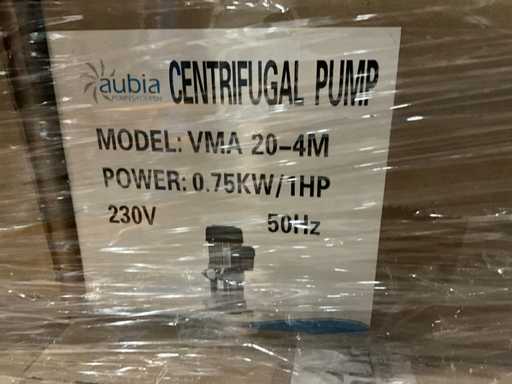 aubia CENTRIFUGAL PUMP
MODEL: VMA 20-4M
POWER: 0.75KW/1HP
230V 50Hz